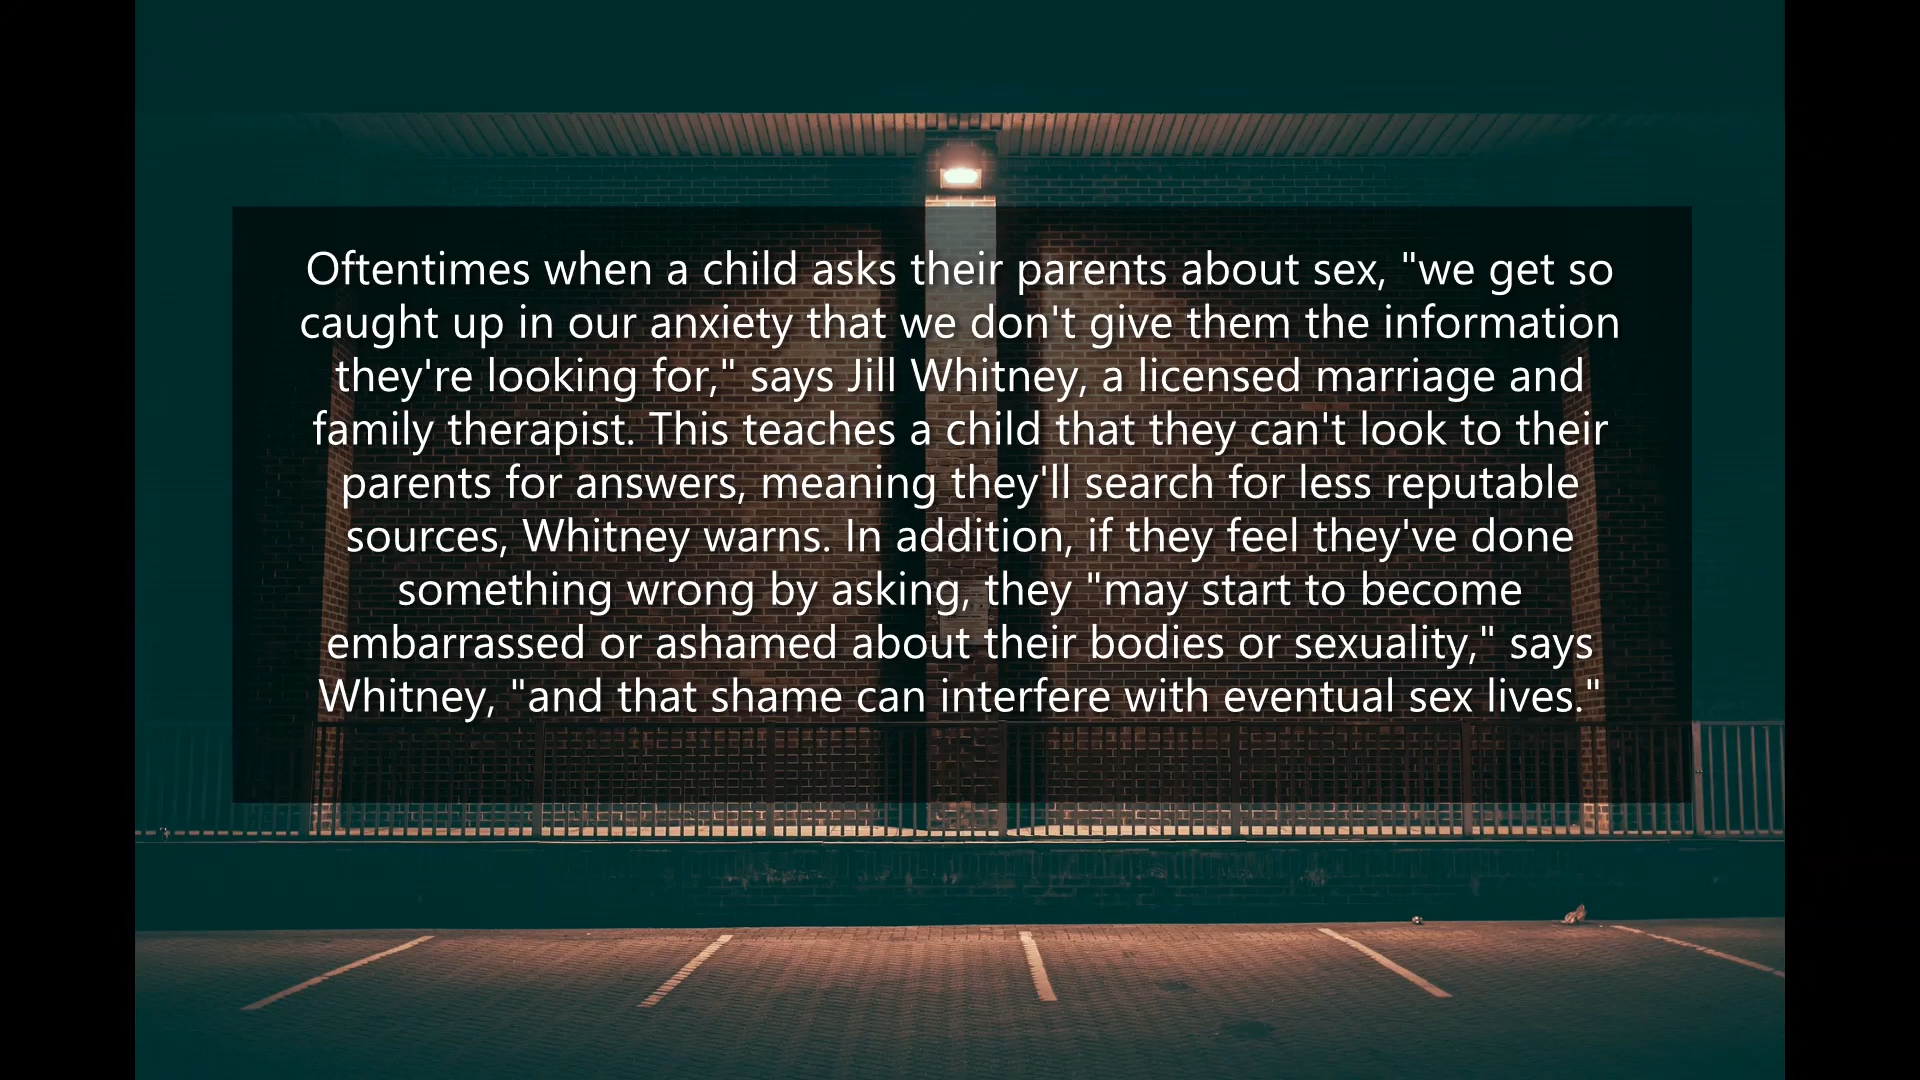 Oftentimes when a child asks their parents about sex, "we get so
caught up in our anxiety that we don't give them the information
they're looking for," says Jill Whitney, a licensed marriage and
family therapist. This teaches a child that they can't look to their
parents for answers, meaning they'll search for less reputable
sources, Whitney warns. In addition, if they feel they've done
something wrong by asking, they "may start to become
embarrassed or ashamed about their bodies or sexuality," says
Whitney, "and that shame can interfere with eventual sex lives."